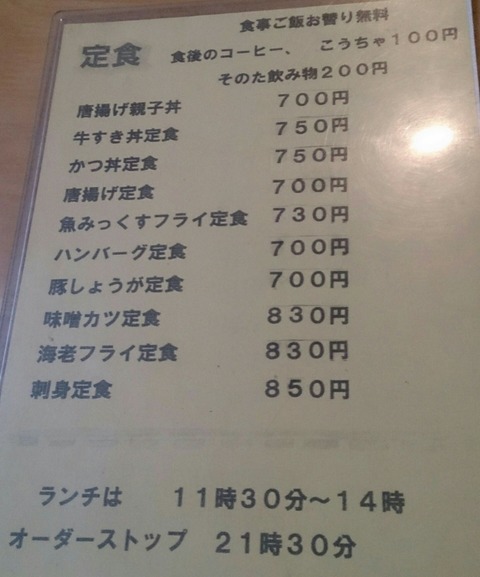 食事ご飯お替り無料
定食 食後のコーヒー、 こうちゃ100円
そのた飲み物200円
唐揚げ親子丼 700円
牛すき丼定食 750円
かつ丼定食 750円
唐揚げ定食 700円
魚みっくすフライ定食 730円
ハンバーグ定食 700円
豚しょうが定食 700円
味噌カツ定食 830円
海老フライ定食 830円
刺身定食 850円
ランチは 11時30分～14時
オーダーストップ 21時30分